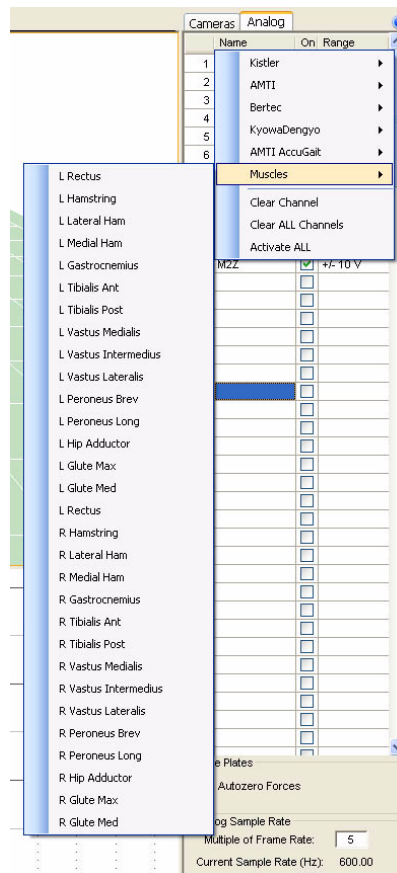 Cameras Analog
Name On Range
1
2
3
4
5
6
Kistler
AMTI
Bertec
KyowaDengyo
AMTI AccuGait
Muscles
Clear Channel
Clear ALL Channels
Activate ALL
M2Z +/- 10 V
L Rectus
L Hamstring
L Lateral Ham
L Medial Ham
L Gastrocnemius
L Tibialis Ant
L Tibialis Post
L Vastus Medialis
L Vastus Intermedius
L Vastus Lateralis
L Peroneus Brev
L Peroneus Long
L Hip Adductor
L Glute Max
L Glute Med
L Rectus
R Hamstring
R Lateral Ham
R Medial Ham
R Gastrocnemius
R Tibialis Ant
R Tibialis Post
R Vastus Medialis
R Vastus Intermedius
R Vastus Lateralis
R Peroneus Brev
R Peroneus Long
R Hip Adductor
R Glute Max
R Glute Med
e Plates
Autozero Forces
og Sample Rate
Multiple of Frame Rate: 5
Current Sample Rate (Hz): 600.00